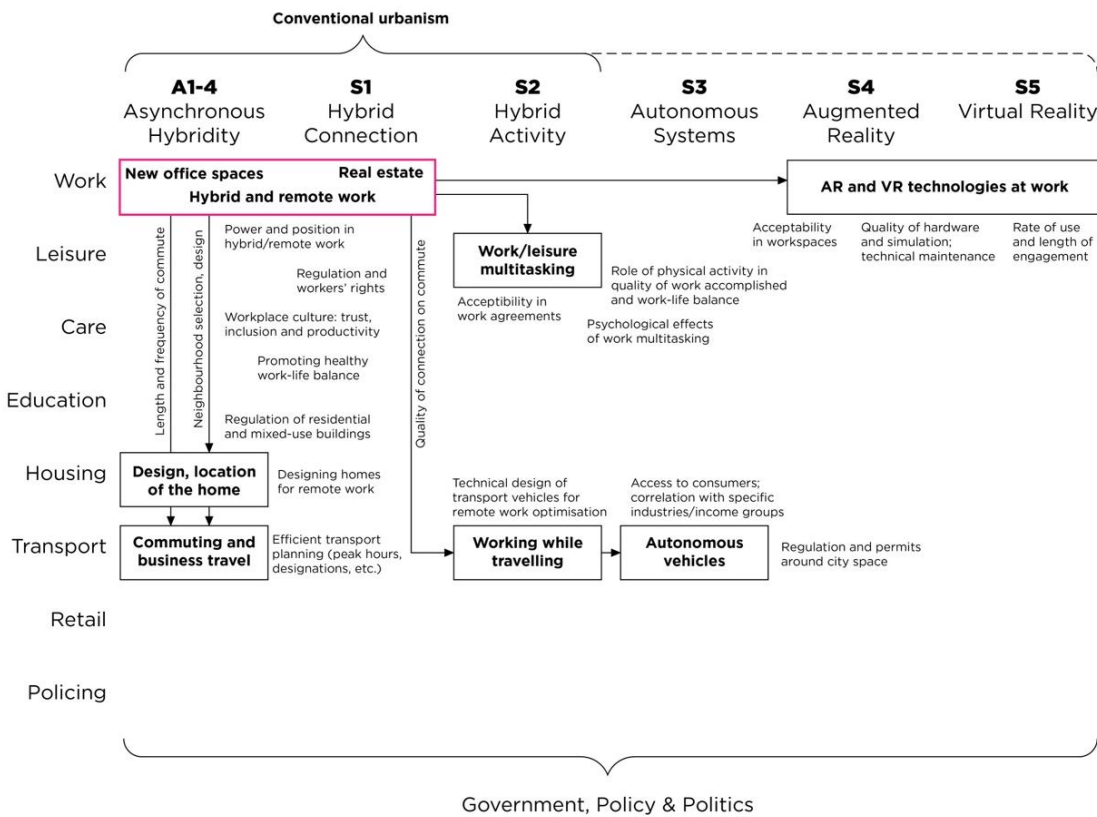 Conventional urbanism
A1-4
Asynchronous
Hybridity
S1
Hybrid
Connection
S2
Hybrid
Activity
S3
Autonomous
Systems
S4
Augmented
Reality
S5
Virtual Reality
Work
New office spaces
Real estate
Hybrid and remote work
AR and VR technologies at work
Acceptability
in workspaces
Quality of hardware
and simulation;
technical maintenance
Rate of use
and length of
engagement
Leisure
Length and frequency of commute
Neighbourhood selection, design
Power and position in
hybrid/remote work
Regulation and
workers' rights
Quality of connection on commute
Work/leisure
multitasking
Acceptibility in
work agreements
Role of physical activity in
quality of work accomplished
and work-life balance
Psychological effects
of work multitasking
Care
Workplace culture: trust,
inclusion and productivity
Promoting healthy
work-life balance
Education
Regulation of residential
and mixed-use buildings
Housing
Design, location
of the home
Designing homes
for remote work
Technical design of
transport vehicles for
remote work optimisation
Access to consumers;
correlation with specific
industries/income groups
Transport
Commuting and
business travel
Efficient transport
planning (peak hours,
designations, etc.)
Working while
travelling
Autonomous
vehicles
Regulation and permits
around city space
Retail
Policing
Government, Policy & Politics